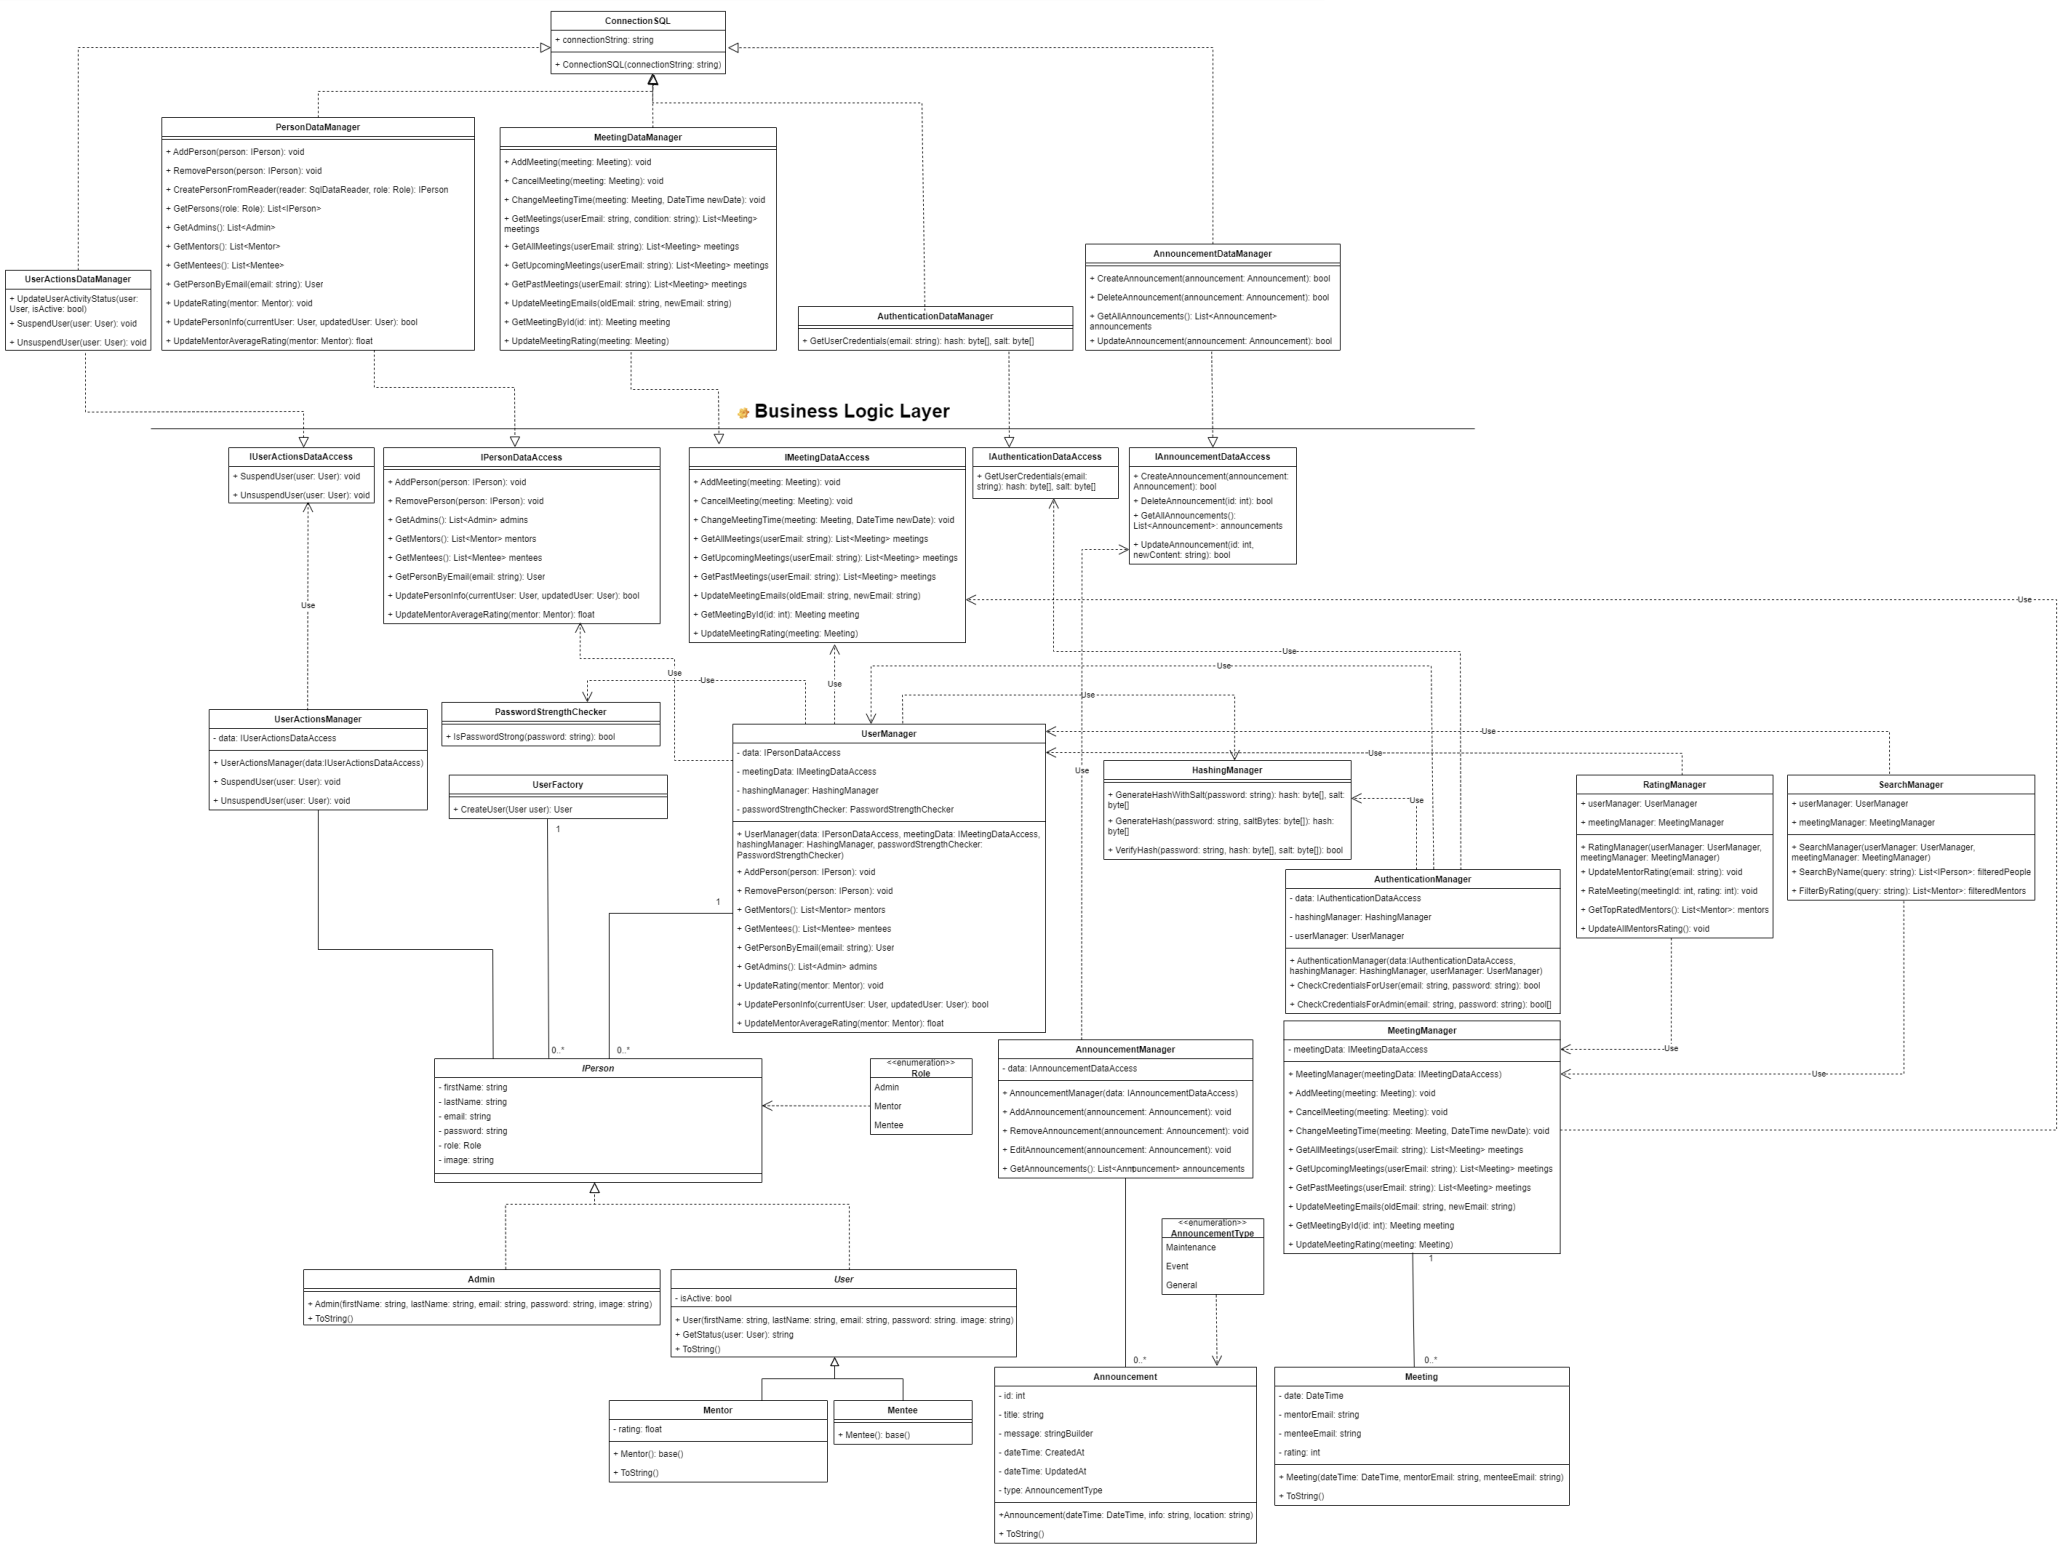 ConnectionSQL
+ connectionString: string
+ ConnectionSQL(connectionString: string)
PersonDataManager
+ AddPerson(person: IPerson): void
+ RemovePerson(person: IPerson): void
+ CreatePersonFromReader(reader: SqlDataReader, role: Role): IPerson
+ GetPersons(role: Role): List<IPerson>
+ GetAdmins(): List<Admin>
+ GetMentors(): List<Mentor>
+ GetMentees(): List<Mentee>
+ GetPersonByEmail(email: string): User
+ UpdateRating(mentor: Mentor): void
+ UpdatePersonInfo(currentUser: User, updatedUser: User): bool
+ UpdateMentorAverageRating(mentor: Mentor): float
MeetingDataManager
+ AddMeeting(meeting: Meeting): void
+ CancelMeeting(meeting: Meeting): void
+ ChangeMeetingTime(meeting: Meeting, DateTime newDate): void
+ GetMeetings(userEmail: string, condition: string): List<Meeting>
meetings
+ GetAllMeetings(userEmail: string): List<Meeting> meetings
+ GetUpcomingMeetings(userEmail: string): List<Meeting> meetings
+ GetPastMeetings(userEmail: string): List<Meeting> meetings
+ UpdateMeetingEmails(oldEmail: string, newEmail: string)
+ GetMeetingById(id: int): Meeting meeting
+ UpdateMeetingRating(meeting: Meeting)
UserActionsDataManager
+ UpdateUserActivityStatus(user:
User, isActive: bool)
+ SuspendUser(user: User): void
+ UnsuspendUser(user: User): void
AuthenticationDataManager
+ GetUserCredentials(email: string): hash: byte[], salt: byte[]
AnnouncementDataManager
+ CreateAnnouncement(announcement: Announcement): bool
+ DeleteAnnouncement(announcement: Announcement): bool
+ GetAllAnnouncements(): List<Announcement>
announcements
+ UpdateAnnouncement(announcement: Announcement): bool
Business Logic Layer
IUserActionsDataAccess
+ SuspendUser(user: User): void
+ UnsuspendUser(user: User): void
IPersonDataAccess
+ AddPerson(person: IPerson): void
+ RemovePerson(person: IPerson): void
+ GetAdmins(): List<Admin> admins
+ GetMentors(): List<Mentor> mentors
+ GetMentees(): List<Mentee> mentees
+ GetPersonByEmail(email: string): User
+ UpdatePersonInfo(currentUser: User, updatedUser: User): bool
+ UpdateMentorAverageRating(mentor: Mentor): float
IMeetingDataAccess
+ AddMeeting(meeting: Meeting): void
+ CancelMeeting(meeting: Meeting): void
+ ChangeMeetingTime(meeting: Meeting, DateTime newDate): void
+ GetAllMeetings(userEmail: string): List<Meeting> meetings
+ GetUpcomingMeetings(userEmail: string): List<Meeting> meetings
+ GetPastMeetings(userEmail: string): List<Meeting> meetings
+ UpdateMeetingEmails(oldEmail: string, newEmail: string)
+ GetMeetingById(id: int): Meeting meeting
+ UpdateMeetingRating(meeting: Meeting)
IAuthenticationDataAccess
+ GetUserCredentials(email:
string): hash: byte[], salt: byte[]
IAnnouncementDataAccess
+ CreateAnnouncement(announcement:
Announcement): bool
+ DeleteAnnouncement(id: int): bool
+ GetAllAnnouncements():
List<Announcement>: announcements
+ UpdateAnnouncement(id: int,
newContent: string): bool
Use
Use
Use
Use
Use
Use
Use
Use
Use
Use
Use
Use
UserActionsManager
- data: IUserActionsDataAccess
+ UserActionsManager(data:IUserActionsDataAccess)
+ SuspendUser(user: User): void
+ UnsuspendUser(user: User): void
PasswordStrengthChecker
+ IsPasswordStrong(password: string): bool
UserFactory
+ CreateUser(User user): User
1
0..*
UserManager
- data: IPersonDataAccess
- meetingData: IMeetingDataAccess
- hashingManager: HashingManager
- passwordStrengthChecker: PasswordStrengthChecker
+ UserManager(data: IPersonDataAccess, meetingData: IMeetingDataAccess,
hashingManager: HashingManager, passwordStrengthChecker:
PasswordStrengthChecker)
+ AddPerson(person: IPerson): void
+ RemovePerson(person: IPerson): void
+ GetMentors(): List<Mentor> mentors
+ GetMentees(): List<Mentee> mentees
+ GetPersonByEmail(email: string): User
+ GetAdmins(): List<Admin> admins
+ UpdateRating(mentor: Mentor): void
+ UpdatePersonInfo(currentUser: User, updatedUser: User): bool
+ UpdateMentorAverageRating(mentor: Mentor): float
1
0..*
HashingManager
+ GenerateHashWithSalt(password: string): hash: byte[], salt:
byte[]
+ GenerateHash(password: string, saltBytes: byte[]): hash:
byte[]
+ VerifyHash(password: string, hash: byte[], salt: byte[]): bool
Use
AuthenticationManager
- data: IAuthenticationDataAccess
- hashingManager: HashingManager
- userManager: UserManager
+ AuthenticationManager(data:IAuthenticationDataAccess,
hashingManager: HashingManager, userManager: UserManager)
+ CheckCredentialsForUser(email: string, password: string): bool
+ CheckCredentialsForAdmin(email: string, password: string): bool[]
RatingManager
+ userManager: UserManager
+ meetingManager: MeetingManager
+ RatingManager(userManager: UserManager,
meetingManager: MeetingManager)
+ UpdateMentorRating(email: string): void
+ RateMeeting(meetingId: int, rating: int): void
+ GetTopRatedMentors(): List<Mentor>: mentors
+ UpdateAllMentorsRating(): void
SearchManager
+ userManager: UserManager
+ meetingManager: MeetingManager
+ SearchManager(userManager: UserManager,
meetingManager: MeetingManager)
+ SearchByName(query: string): List<IPerson>: filteredPeople
+ FilterByRating(query: string): List<Mentor>: filteredMentors
MeetingManager
- meetingData: IMeetingDataAccess
+ MeetingManager(meetingData: IMeetingDataAccess)
+ AddMeeting(meeting: Meeting): void
+ CancelMeeting(meeting: Meeting): void
+ ChangeMeetingTime(meeting: Meeting, DateTime newDate): void
+ GetAllMeetings(userEmail: string): List<Meeting> meetings
+ GetUpcomingMeetings(userEmail: string): List<Meeting> meetings
+ GetPastMeetings(userEmail: string): List<Meeting> meetings
+ UpdateMeetingEmails(oldEmail: string, newEmail: string)
+ GetMeetingById(id: int): Meeting meeting
+ UpdateMeetingRating(meeting: Meeting)
1
0..*
IPerson
- firstName: string
- lastName: string
- email: string
- password: string
- role: Role
- image: string
<<enumeration>>
Role
Admin
Mentor
Mentee
AnnouncementManager
- data: IAnnouncementDataAccess
+ AnnouncementManager(data: IAnnouncementDataAccess)
+ AddAnnouncement(announcement: Announcement): void
+ RemoveAnnouncement(announcement: Announcement): void
+ EditAnnouncement(announcement: Announcement): void
+ GetAnnouncements(): List<Announcement> announcements
1
0..*
<<enumeration>>
AnnouncementType
Maintenance
Event
General
Admin
+ Admin(firstName: string, lastName: string, email: string, password: string, image: string)
+ ToString()
User
- isActive: bool
+ User(firstName: string, lastName: string, email: string, password: string. image: string)
+ GetStatus(user: User): string
+ ToString()
Mentor
- rating: float
+ Mentor(): base()
+ ToString()
Mentee
+ Mentee(): base()
Announcement
- id: int
- title: string
- message: stringBuilder
- dateTime: CreatedAt
- dateTime: UpdatedAt
- type: AnnouncementType
+Announcement(dateTime: DateTime, info: string, location: string)
+ ToString()
Meeting
- date: DateTime
- mentorEmail: string
- menteeEmail: string
- rating: int
+ Meeting(dateTime: DateTime, mentorEmail: string, menteeEmail: string)
+ ToString()